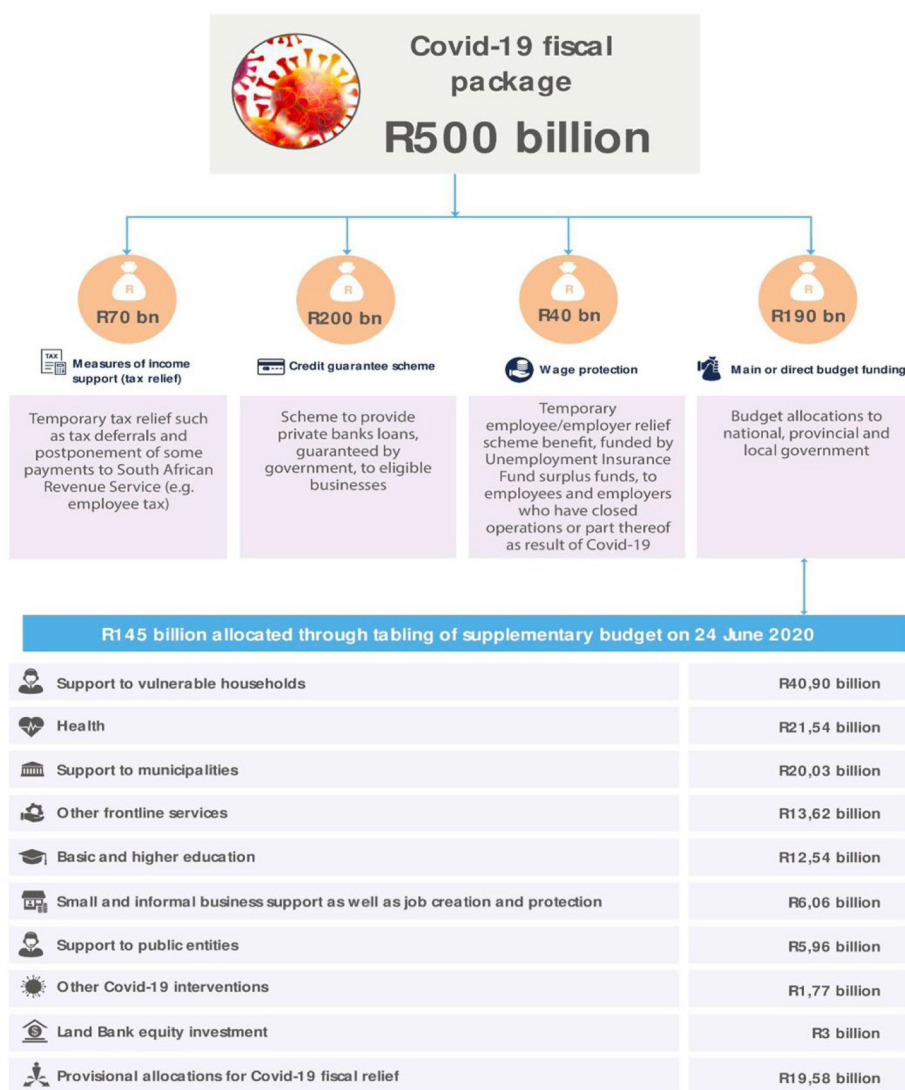 Covid-19 fiscal
package
R500 billion
R
R70 bn
R
R200 bn
R
R40 bn
R
R190 bn
TAX
Measures of income
support (tax relief)
Credit guarantee scheme
Wage protection
Main or direct budget funding
Temporary tax relief such
as tax deferrals and
postponement of some
payments to South African
Revenue Service (e.g.
employee tax)
Scheme to provide
private banks loans,
guaranteed by
government, to eligible
businesses
Temporary
employee/employer relief
scheme benefit, funded by
Unemployment Insurance
Fund surplus funds, to
employees and employers
who have closed
operations or part thereof
as result of Covid-19
Budget allocations to
national, provincial and
local government
R145 billion allocated through tabling of supplementary budget on 24 June 2020
Support to vulnerable households R40,90 billion
Health R21,54 billion
Support to municipalities R20,03 billion
Other frontline services R13,62 billion
Basic and higher education R12,54 billion
Small and informal business support as well as job creation and protection R6,06 billion
Support to public entities R5,96 billion
Other Covid-19 interventions R1,77 billion
$
Land Bank equity investment R3 billion
Provisional allocations for Covid-19 fiscal relief R19,58 billion